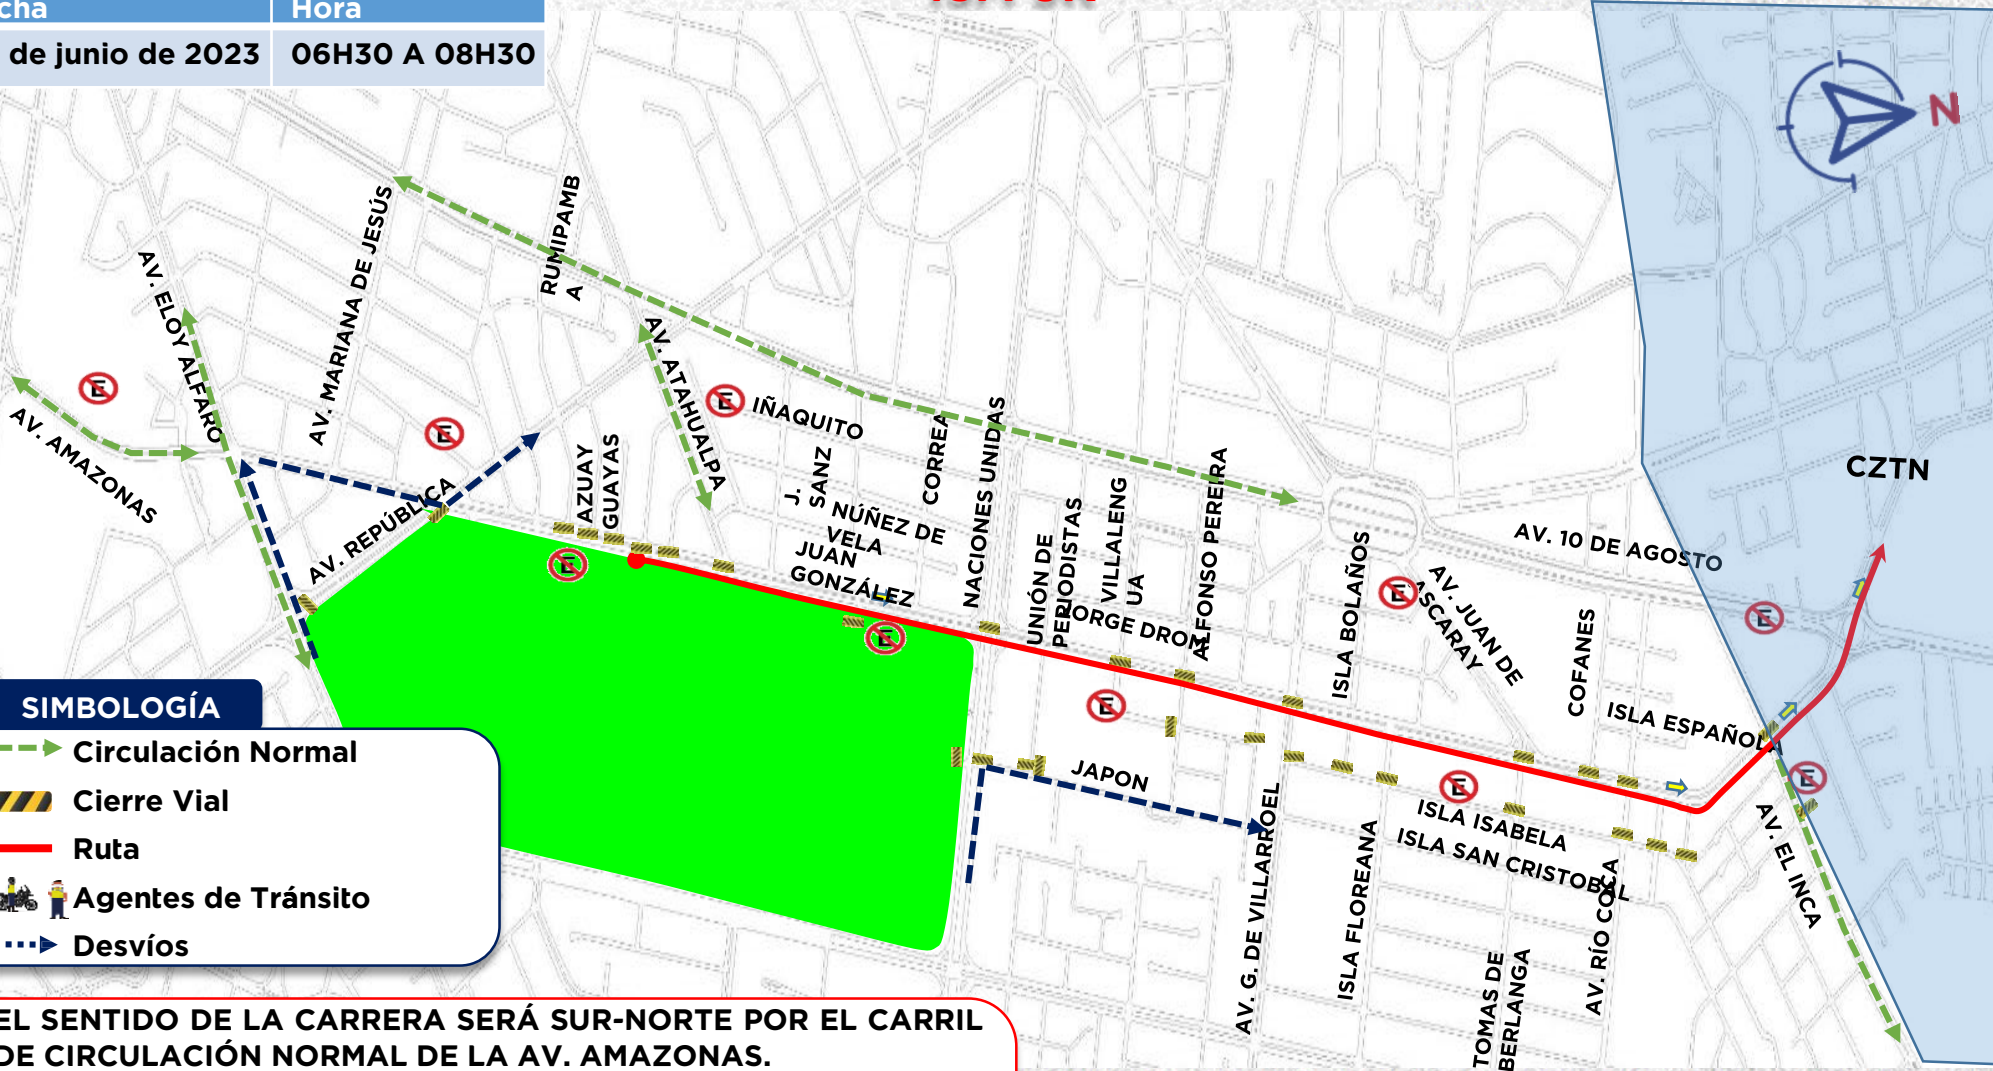 Hora
de junio de 2023
06H30 A 08H30
N
AV. ELOY ALFARO
AV. MARIANA DE JESÚS
RUMIPAMB
A
AV. ATAHUALPA
AV. AMAZONAS
AV. REPÚBLICA
AZUAY
GUAYAS
IÑAQUITO
J.
SANZ
CORREA
S NÚÑEZ DE
VELA
JUAN
GONZÁLEZ
NACIONES UNIDAS
UNIÓN DE
PERIODISTAS
VILLALENG
UA
JORGE DROM
ALFONSO PEREIRA
ISLA BOLAÑOS
AV. JUAN DE
ASCARAY
AV. 10 DE AGOSTO
COFANES
ISLA ESPAÑOLA
CZTN
JAPON
AV. G. DE VILLARROEL
ISLA FLOREANA
ISLA ISABELA
ISLA SAN CRISTOBAL
TOMAS DE
BERLANGA
AV. RÍO COCA
AV. EL INCA
E
E
E
E
E
E
E
E
E
E
SIMBOLOGÍA
Circulación Normal
Cierre Vial
Ruta
Agentes de Tránsito
Desvíos
EL SENTIDO DE LA CARRERA SERÁ SUR-NORTE POR EL CARRIL
DE CIRCULACIÓN NORMAL DE LA AV. AMAZONAS.